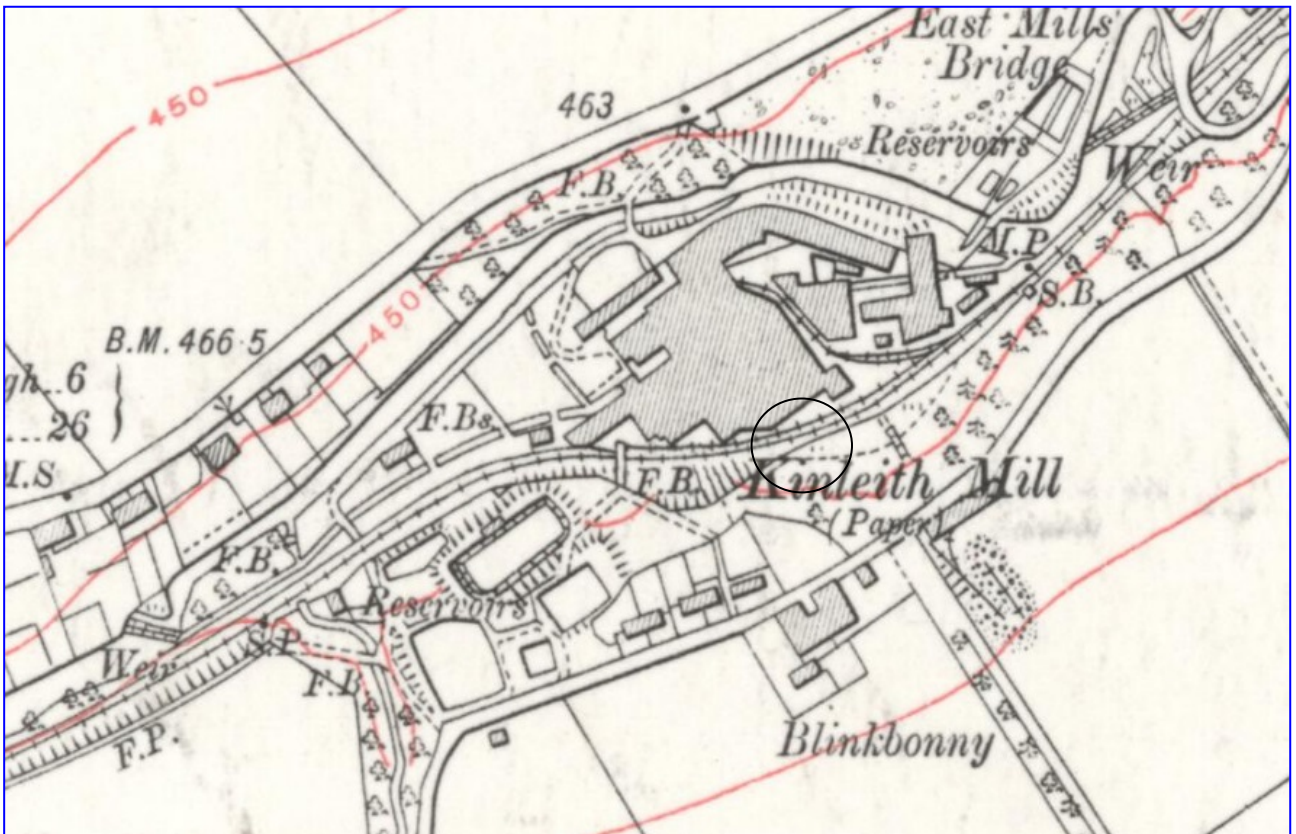 East Mills
Bridge
450
463
Reservoirs
Weir
F.B.
M.P.
S.B.
450
B.M. 466·5
gh. 6
26
M.S.
F.Bs.
F.B.
Kinleith Mill
(Paper)
F.B.
Reservoirs
S.P.
Weir
F.B.
F.P.
Blinkbonny